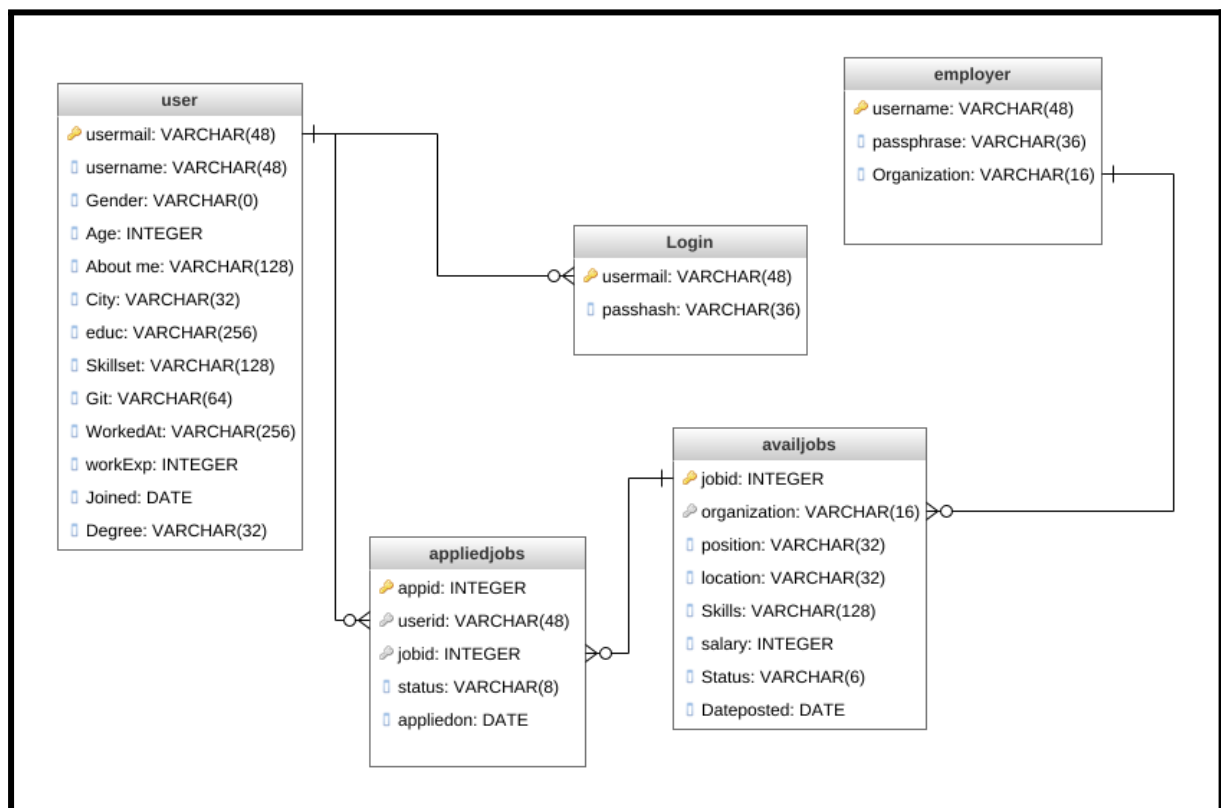 user
usermail: VARCHAR(48)
username: VARCHAR(48)
Gender: VARCHAR(0)
Age: INTEGER
About me: VARCHAR(128)
City: VARCHAR(32)
educ: VARCHAR(256)
Skillset: VARCHAR(128)
Git: VARCHAR(64)
WorkedAt: VARCHAR(256)
workExp: INTEGER
Joined: DATE
Degree: VARCHAR(32)
employer
username: VARCHAR(48)
passphrase: VARCHAR(36)
Organization: VARCHAR(16)
Login
usermail: VARCHAR(48)
passhash: VARCHAR(36)
availjobs
jobid: INTEGER
organization: VARCHAR(16)
position: VARCHAR(32)
location: VARCHAR(32)
Skills: VARCHAR(128)
salary: INTEGER
Status: VARCHAR(6)
Dateposted: DATE
appliedjobs
appid: INTEGER
userid: VARCHAR(48)
jobid: INTEGER
status: VARCHAR(8)
appliedon: DATE